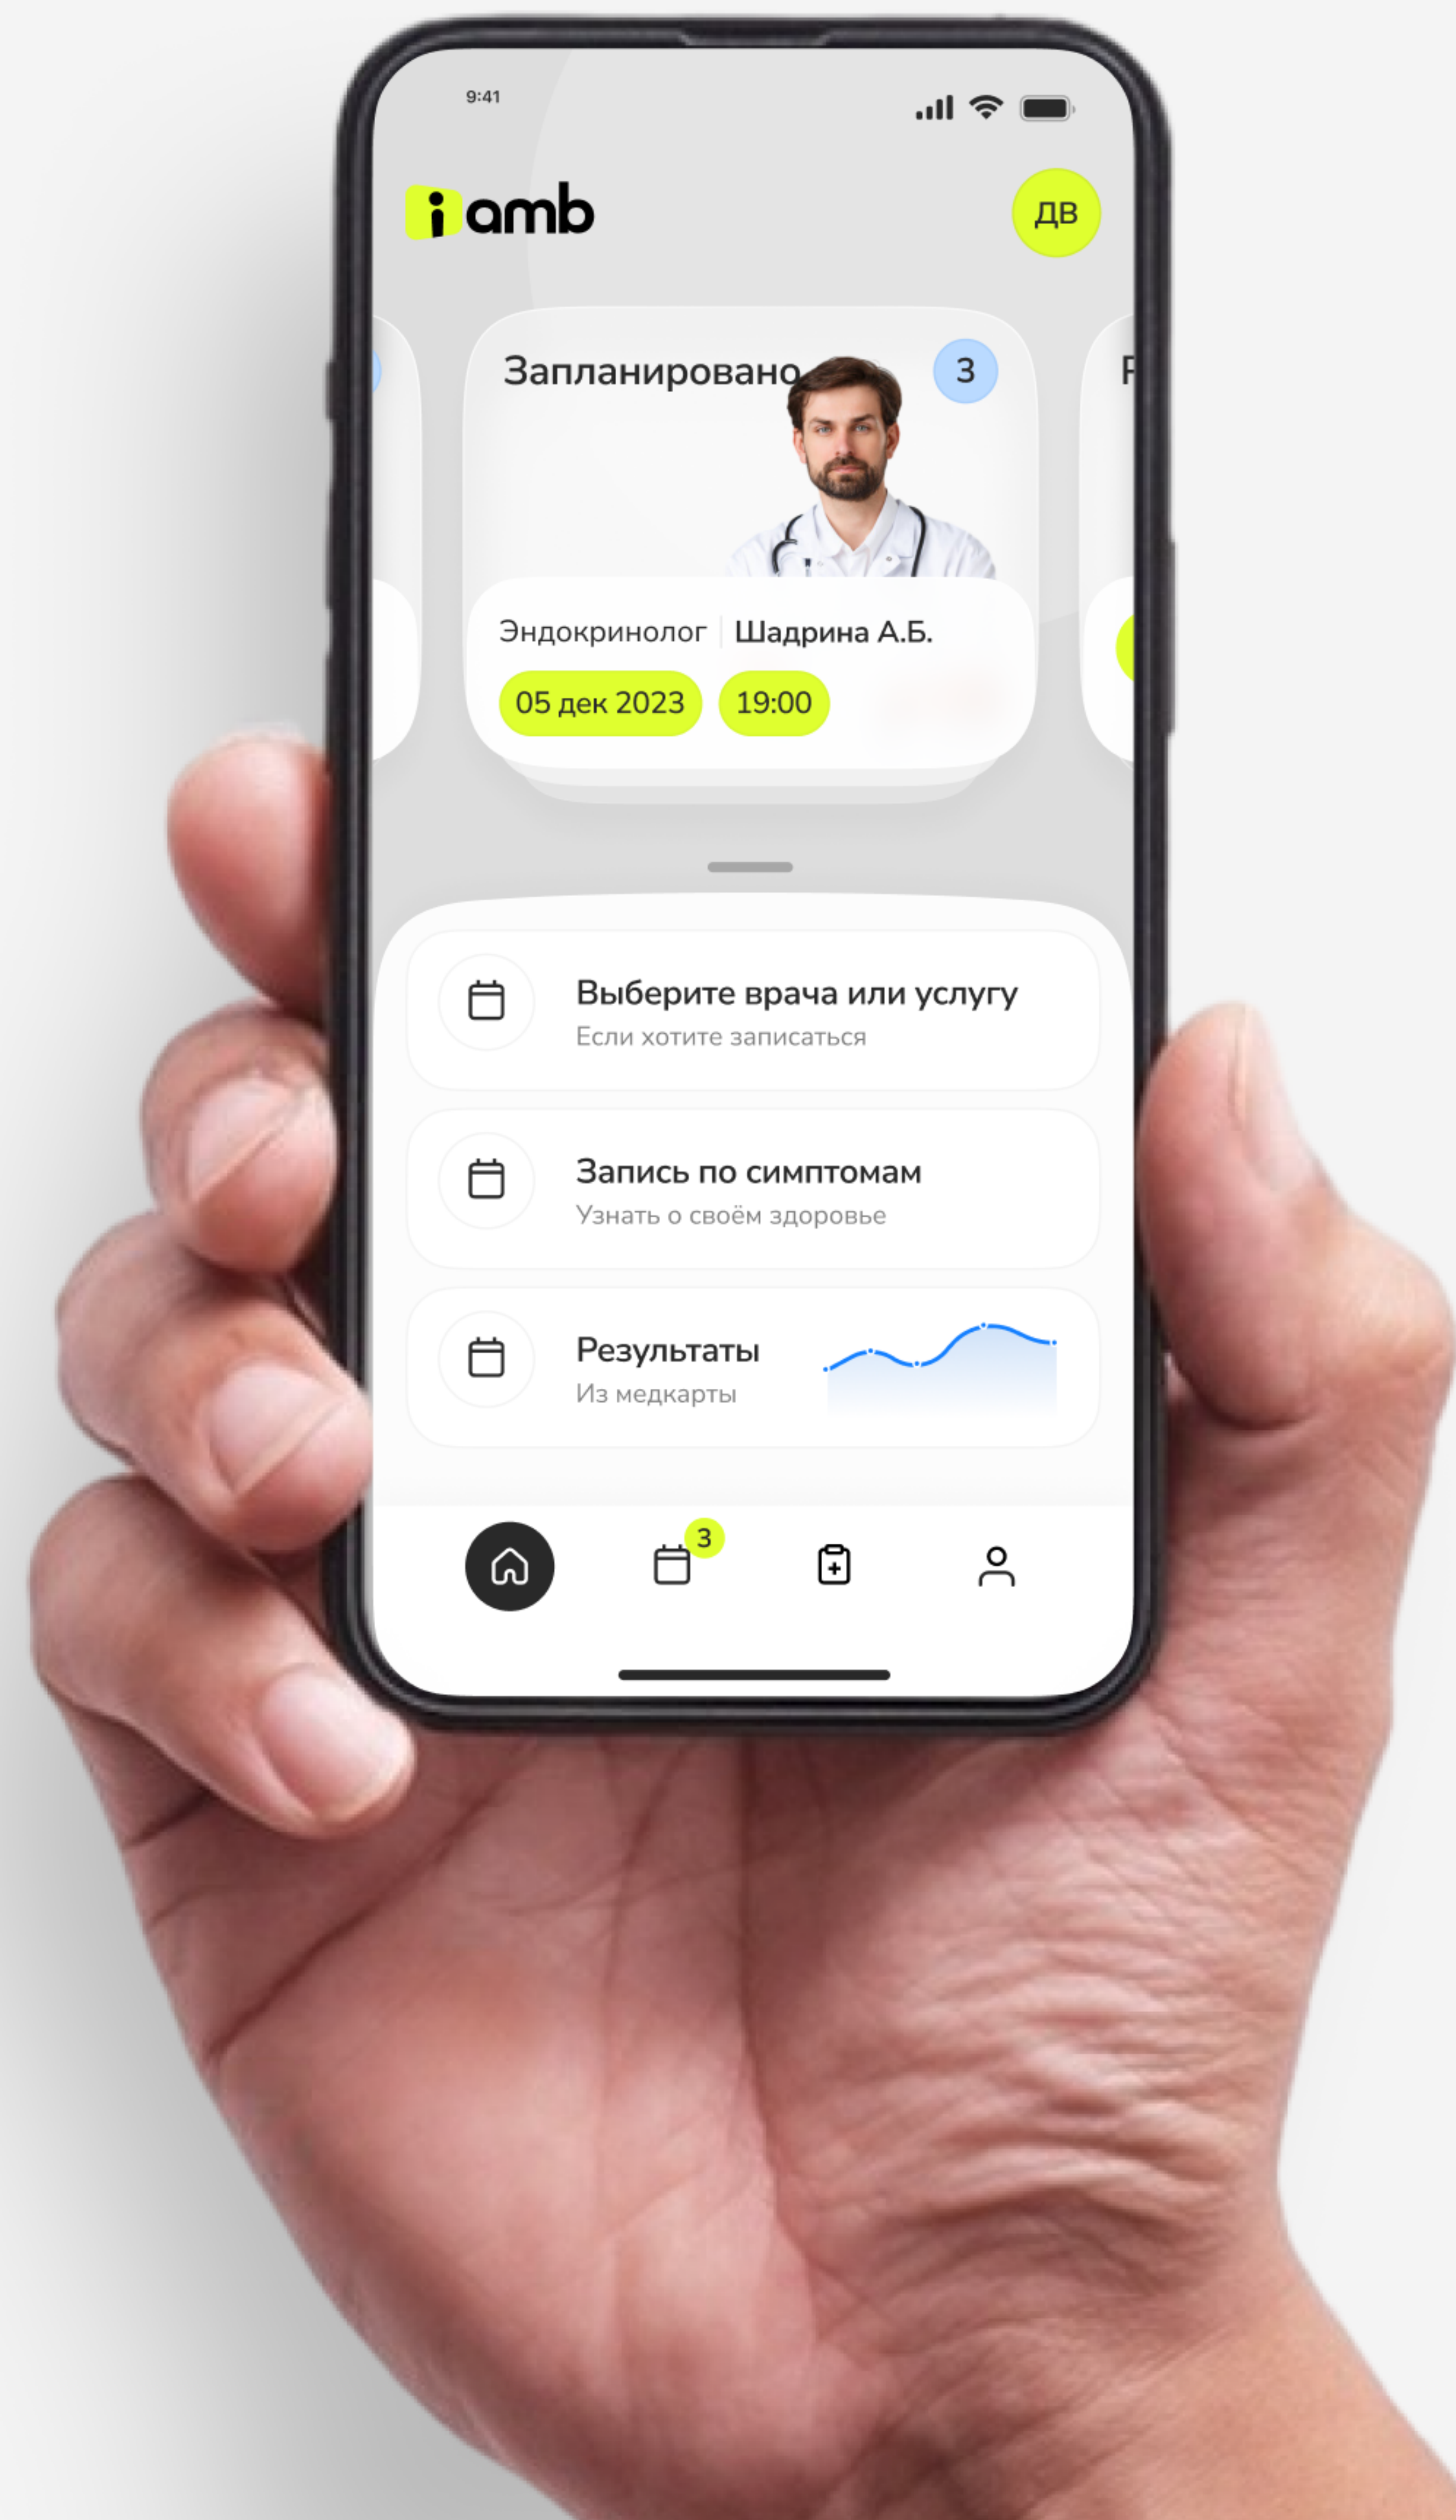 9:41
i amb
ДВ
Запланировано
3
Эндокринолог
Шадрина А.Б.
05 дек 2023
19:00
Выберите врача или услугу
Если хотите записаться
Запись по симптомам
Узнать о своём здоровье
Результаты
Из медкарты
3